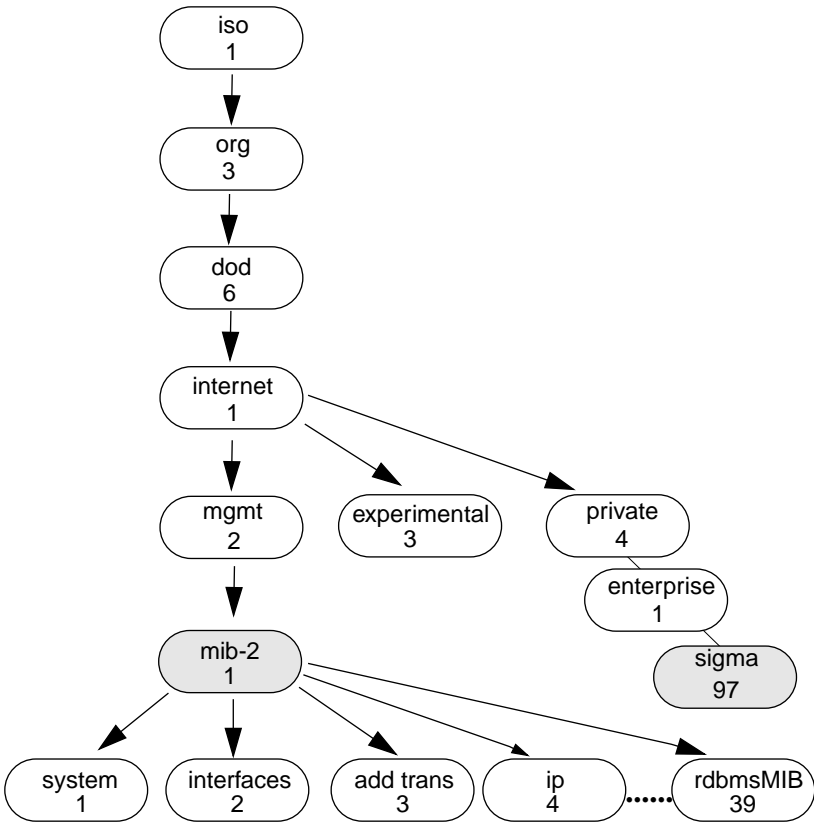 iso
1
org
3
dod
6
internet
1
mgmt
2
experimental
3
private
4
enterprise
1
mib-2
1
sigma
97
system
1
interfaces
2
add trans
3
ip
4
......
rdbmsMIB
39